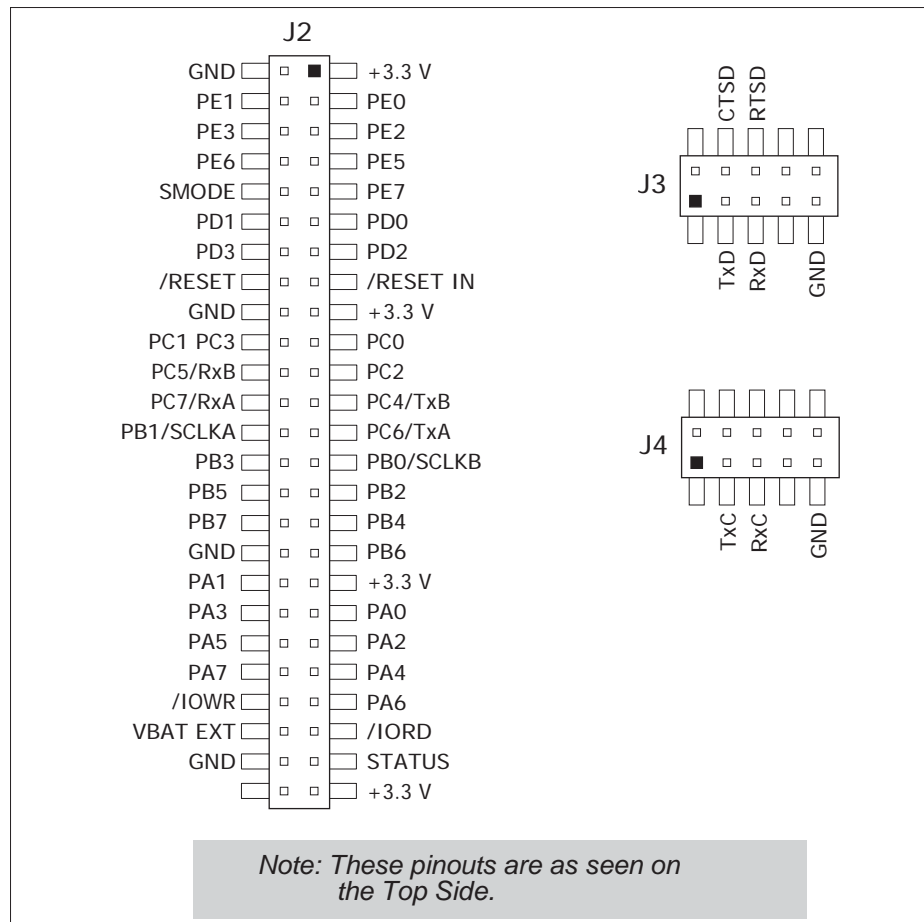 J2
GND +3.3 V
PE1 PE0
PE3 PE2
PE6 PE5
SMODE PE7
PD1 PD0
PD3 PD2
/RESET /RESET IN
GND +3.3 V
PC1 PC3 PC0
PC5/RxB PC2
PC7/RxA PC4/TxB
PB1/SCLKA PC6/TxA
PB3 PB0/SCLKB
PB5 PB2
PB7 PB4
GND PB6
PA1 +3.3 V
PA3 PA0
PA5 PA2
PA7 PA4
/IOWR PA6
VBAT EXT /IORD
GND STATUS
+3.3 V
CTSD RTSD
J3
TxD RxD GND
J4
TxC RxC GND
Note: These pinouts are as seen on
the Top Side.